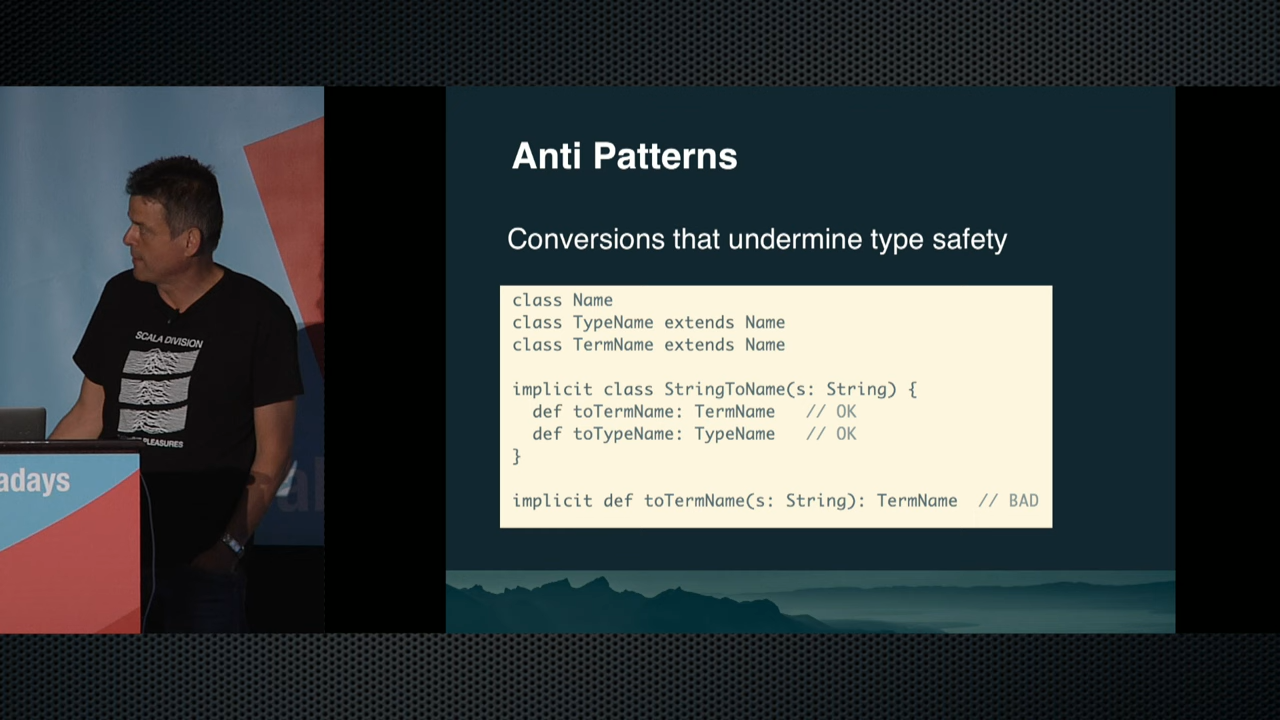 SCALA DIVISION
PLEASURES
adays
Anti Patterns
Conversions that undermine type safety
class Name
class TypeName extends Name
class TermName extends Name
implicit class StringToName(s: String) {
def toTermName: TermName // OK
def toTypeName: TypeName // OK
}
implicit def toTermName(s: String): TermName // BAD